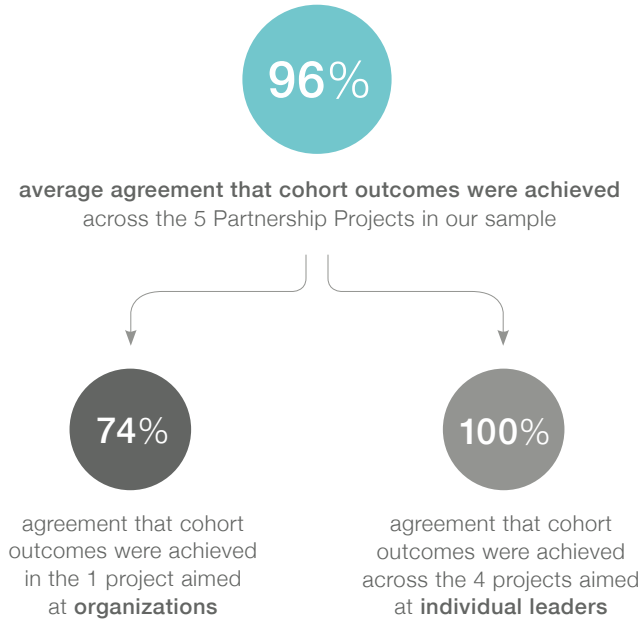 96%
average agreement that cohort outcomes were achieved
across the 5 Partnership Projects in our sample
74%
agreement that cohort
outcomes were achieved
in the 1 project aimed
at organizations
100%
agreement that cohort
outcomes were achieved
across the 4 projects aimed
at individual leaders